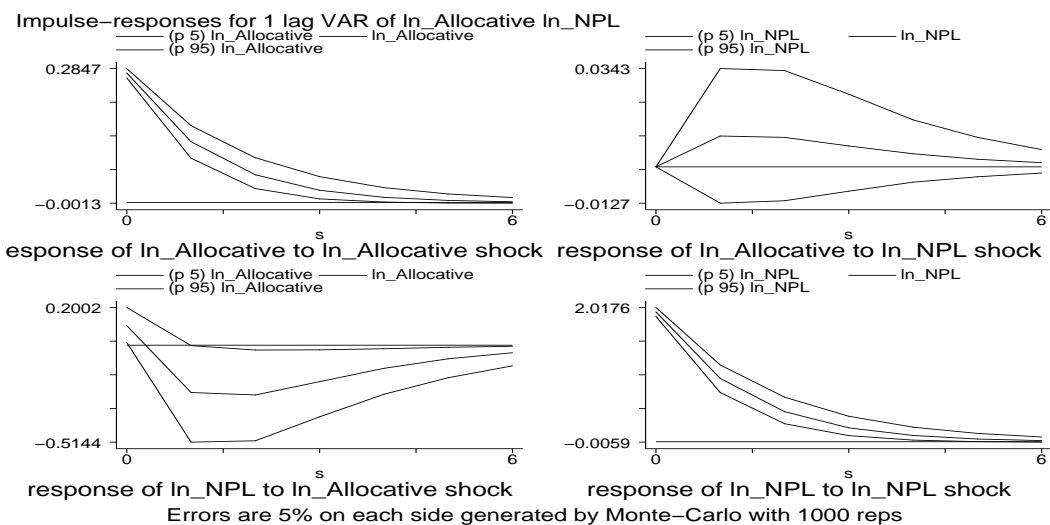 Impulse−responses for 1 lag VAR of ln_Allocative ln_NPL
(p 5) ln_Allocative ln_Allocative
(p 95) ln_Allocative
0.2847
−0.0013
0 6
s
esponse of ln_Allocative to ln_Allocative shock
(p 5) ln_NPL ln_NPL
(p 95) ln_NPL
0.0343
−0.0127
0 6
s
response of ln_Allocative to ln_NPL shock
(p 5) ln_Allocative ln_Allocative
(p 95) ln_Allocative
0.2002
−0.5144
0 6
s
response of ln_NPL to ln_Allocative shock
(p 5) ln_NPL ln_NPL
(p 95) ln_NPL
2.0176
−0.0059
0 6
s
response of ln_NPL to ln_NPL shock
Errors are 5% on each side generated by Monte−Carlo with 1000 reps